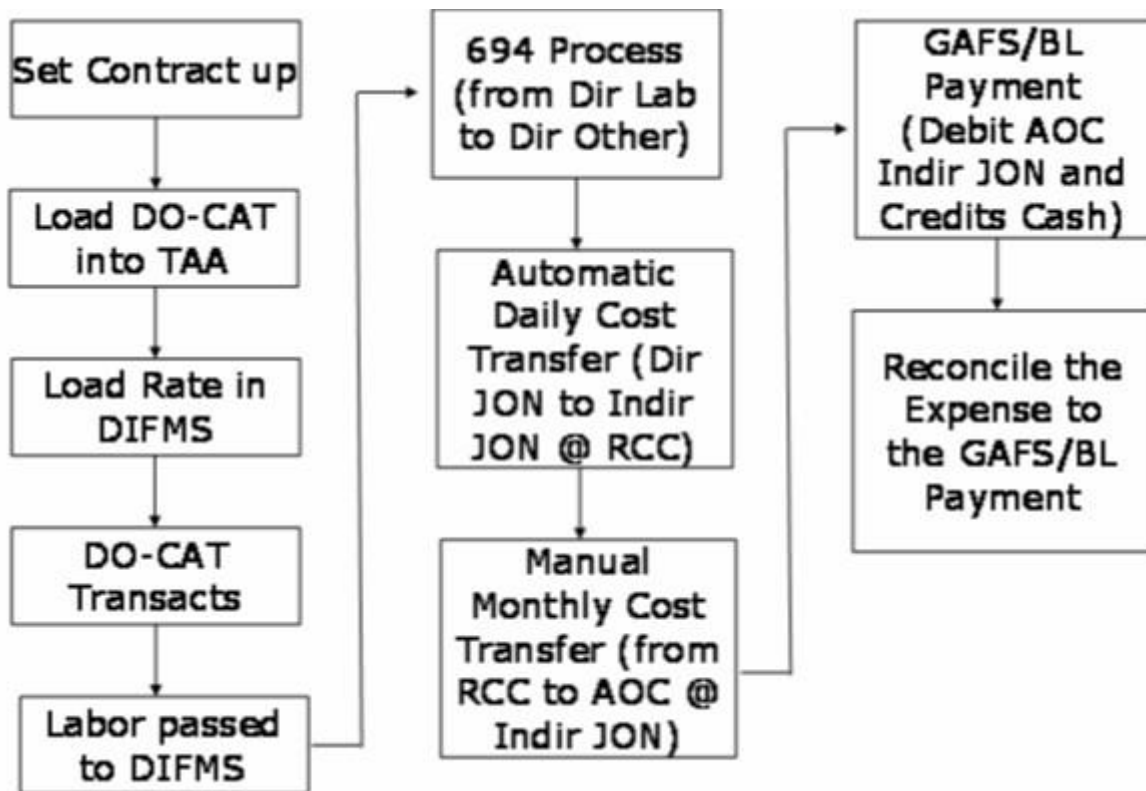 Set Contract up
Load DO-CAT
into TAA
Load Rate in
DIFMS
DO-CAT
Transacts
Labor passed
to DIFMS
694 Process
(from Dir Lab
to Dir Other)
Automatic
Daily Cost
Transfer (Dir
JON to Indir
JON @ RCC)
Manual
Monthly Cost
Transfer (from
RCC to AOC @
Indir JON)
GAFS/BL
Payment
(Debit AOC
Indir JON and
Credits Cash)
Reconcile the
Expense to
the GAFS/BL
Payment